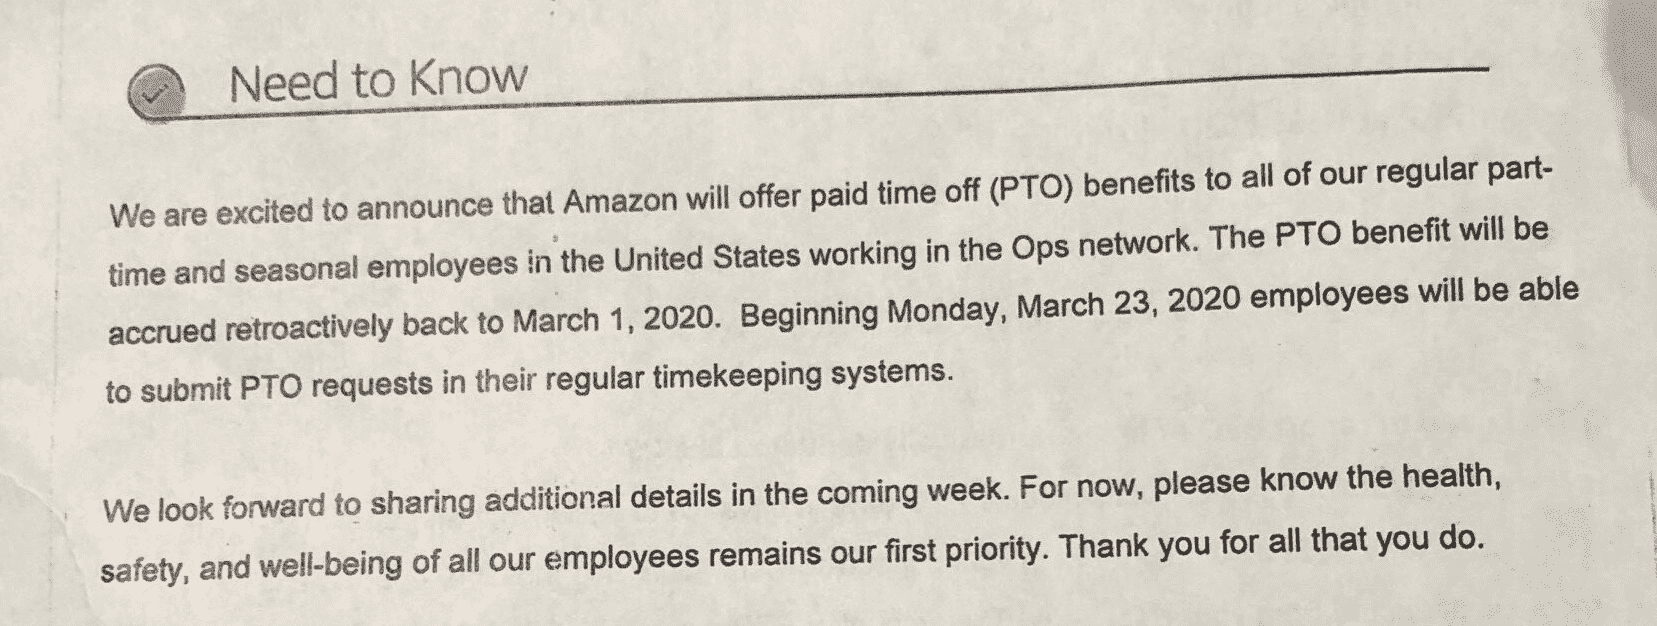 Need to Know
We are excited to announce that Amazon will offer paid time off (PTO) benefits to all of our regular part-
time and seasonal employees in the United States working in the Ops network. The PTO benefit will be
accrued retroactively back to March 1, 2020. Beginning Monday, March 23, 2020 employees will be able
to submit PTO requests in their regular timekeeping systems.
We look forward to sharing additional details in the coming week. For now, please know the health,
safety, and well-being of all our employees remains our first priority. Thank you for all that you do.